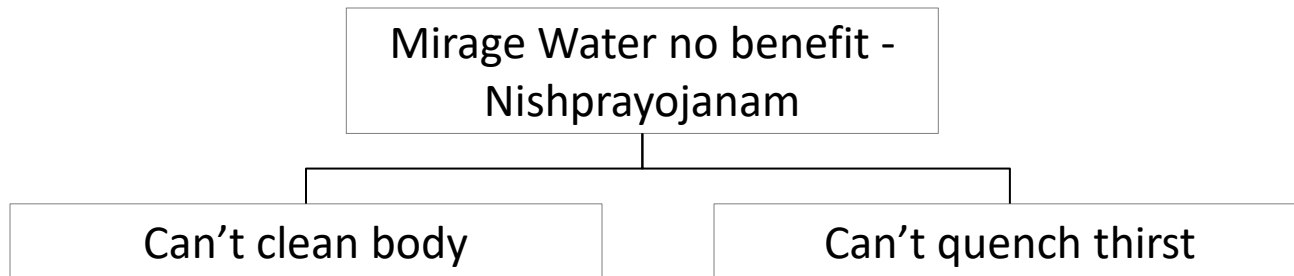 Mirage Water no benefit -
Nishprayojanam
Can’t clean body
Can’t quench thirst